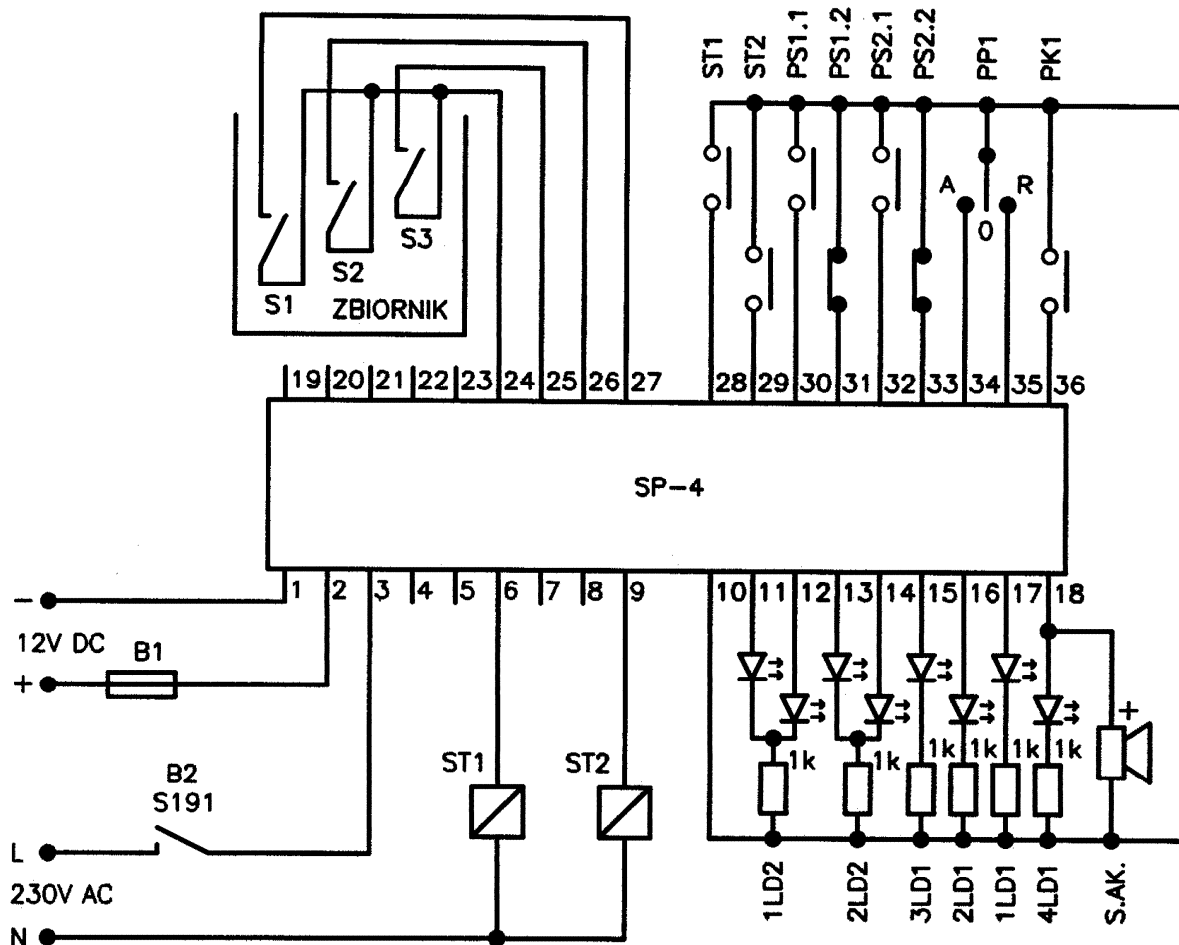 ST1 ST2 PS1.1 PS1.2 PS2.1 PS2.2 PP1 PK1
A R
0
S3
S2
S1 ZBIORNIK
19 20 21 22 23 24 25 26 27 28 29 30 31 32 33 34 35 36
SP-4
1 2 3 4 5 6 7 8 9 10 11 12 13 14 15 16 17 18
-
12V DC B1
+
+
1k 1k 1k 1k 1k 1k
ST1 ST2
B2
S191
L
230V AC
N
1LD2 2LD2 3LD1 2LD1 1LD1 4LD1 S.AK.